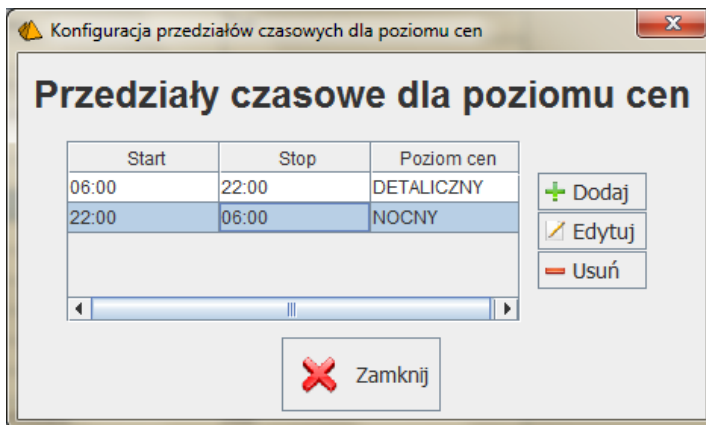 Konfiguracja przedziałów czasowych dla poziomu cen
Przedziały czasowe dla poziomu cen
Start Stop Poziom cen
06:00 22:00 DETALICZNY
22:00 06:00 NOCNY
Dodaj
Edytuj
Usuń
Zamknij